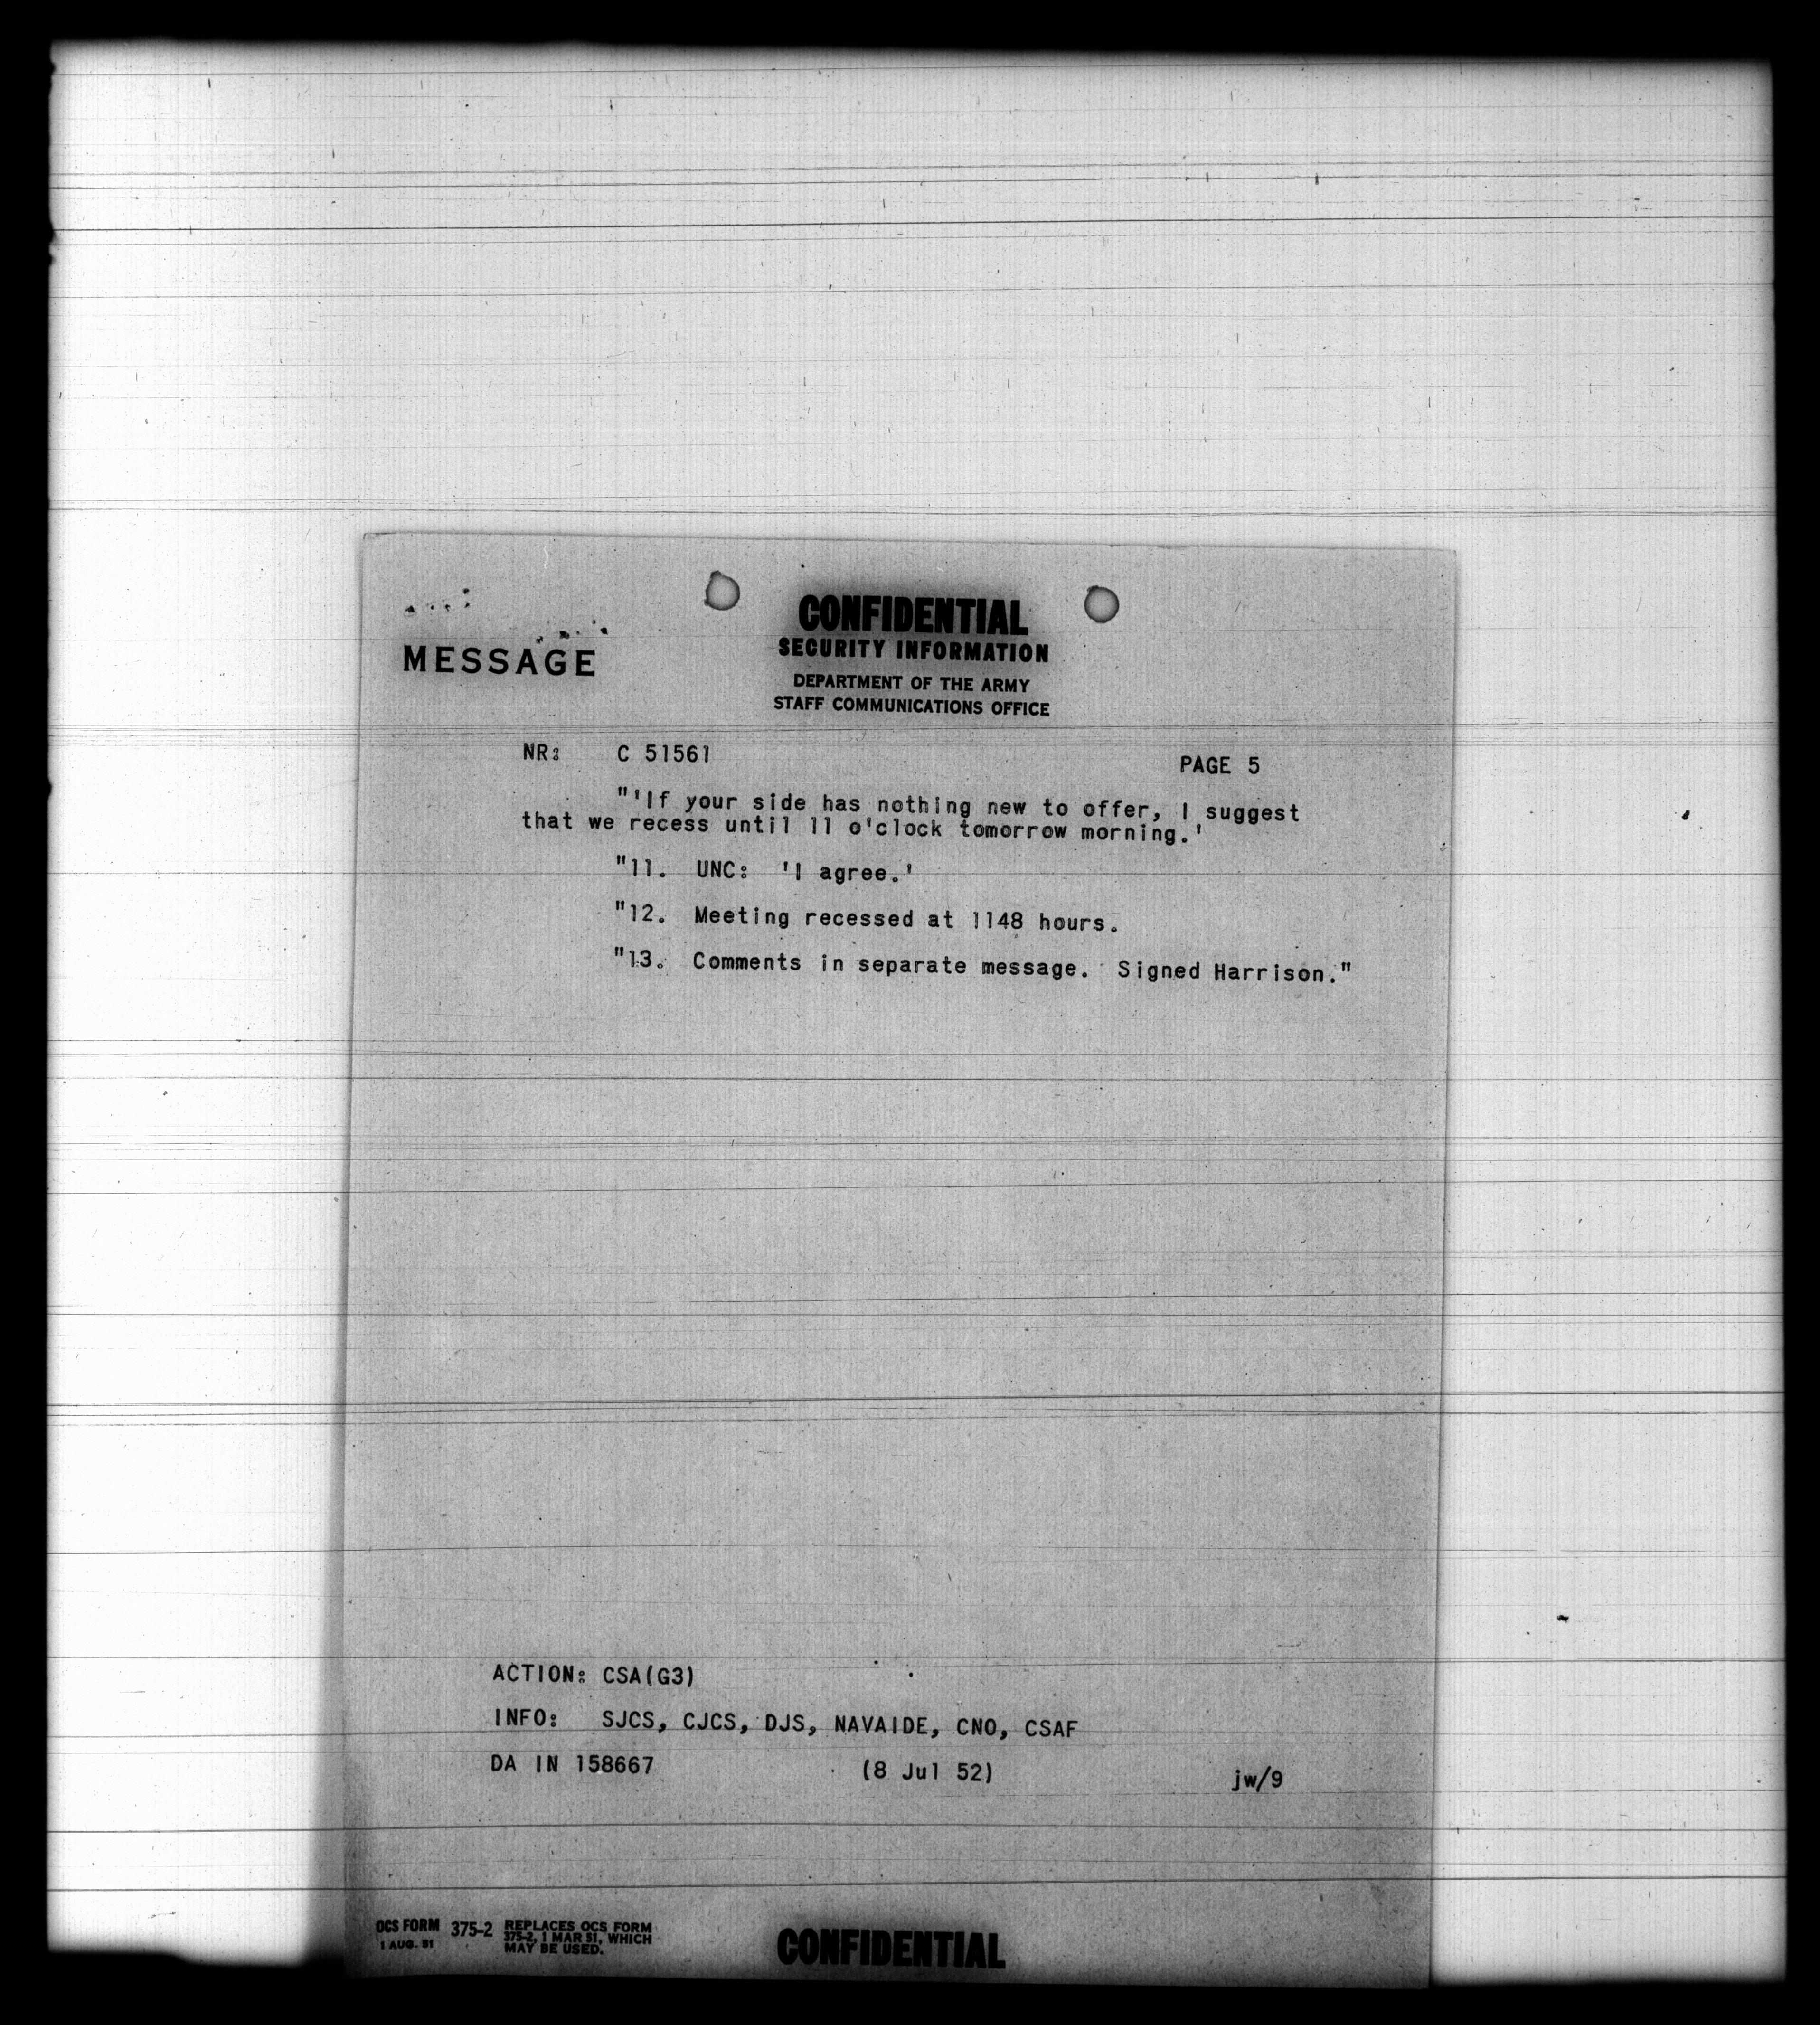 CONFIDENTIAL
SECURITY INFORMATION
MESSAGE
DEPARTMENT OF THE ARMY
STAFF COMMUNICATIONS OFFICE
NR: C 51561 PAGE 5
"'If your side has nothing new to offer, I suggest
that we recess until 11 o'clock tomorrow morning.'
"11. UNC: 'I agree.'
"12. Meeting recessed at 1148 hours.
"13. Comments in separate message. Signed Harrison."
ACTION: CSA(G3)
INFO: SJCS, CJCS, DJS, NAVAIDE, CNO, CSAF
DA IN 158667 (8 Jul 52) jw/9
OCS FORM 375-2 REPLACES OCS FORM
1 AUG. 51 375-2, 1 MAR 51, WHICH
MAY BE USED.
CONFIDENTIAL